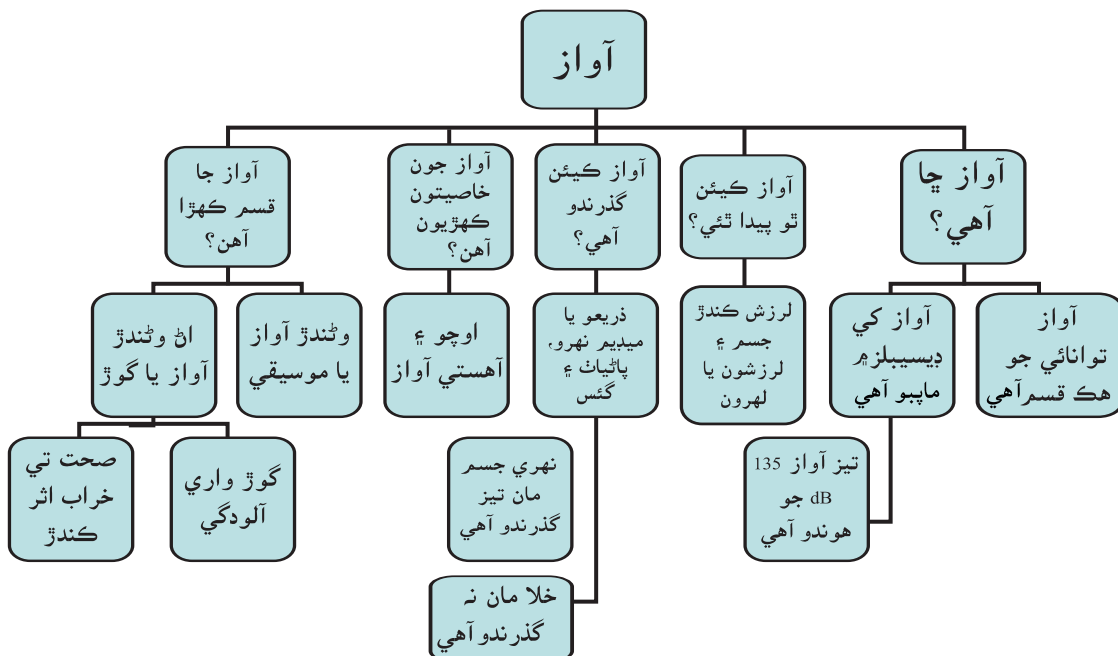 آواز
آواز ڇا
آهي؟
آواز ڪيئن
ٿو پيدا ٿئي؟
آواز ڪيئن
گذرندو
آهي؟
آواز جون
خاصيتون
ڪهڙيون
آهن؟
آواز جا
قسم ڪهڙا
آهن؟
آواز
توانائي جو
هڪ قسم آهي
آواز کي
ڊيسيبلز۾
ماپبو آهي
لرزش ڪندڙ
جسم ۽
لرزشون يا
لهرون
ذريعو يا
ميڊيم نهرو،
پاڻياٺ ۽
گئس
اوچو ۽
آهستي آواز
وڻندڙ آواز
يا موسيقي
اڻ وڻندڙ
آواز يا گوڙ
تيز آواز 135
dB جو
هوندو آهي
نهري جسم
مان تيز
گذرندو آهي
خلا مان نہ
گذرندو آهي
گوڙ واري
آلودگي
صحت تي
خراب اثر
ڪندڙ